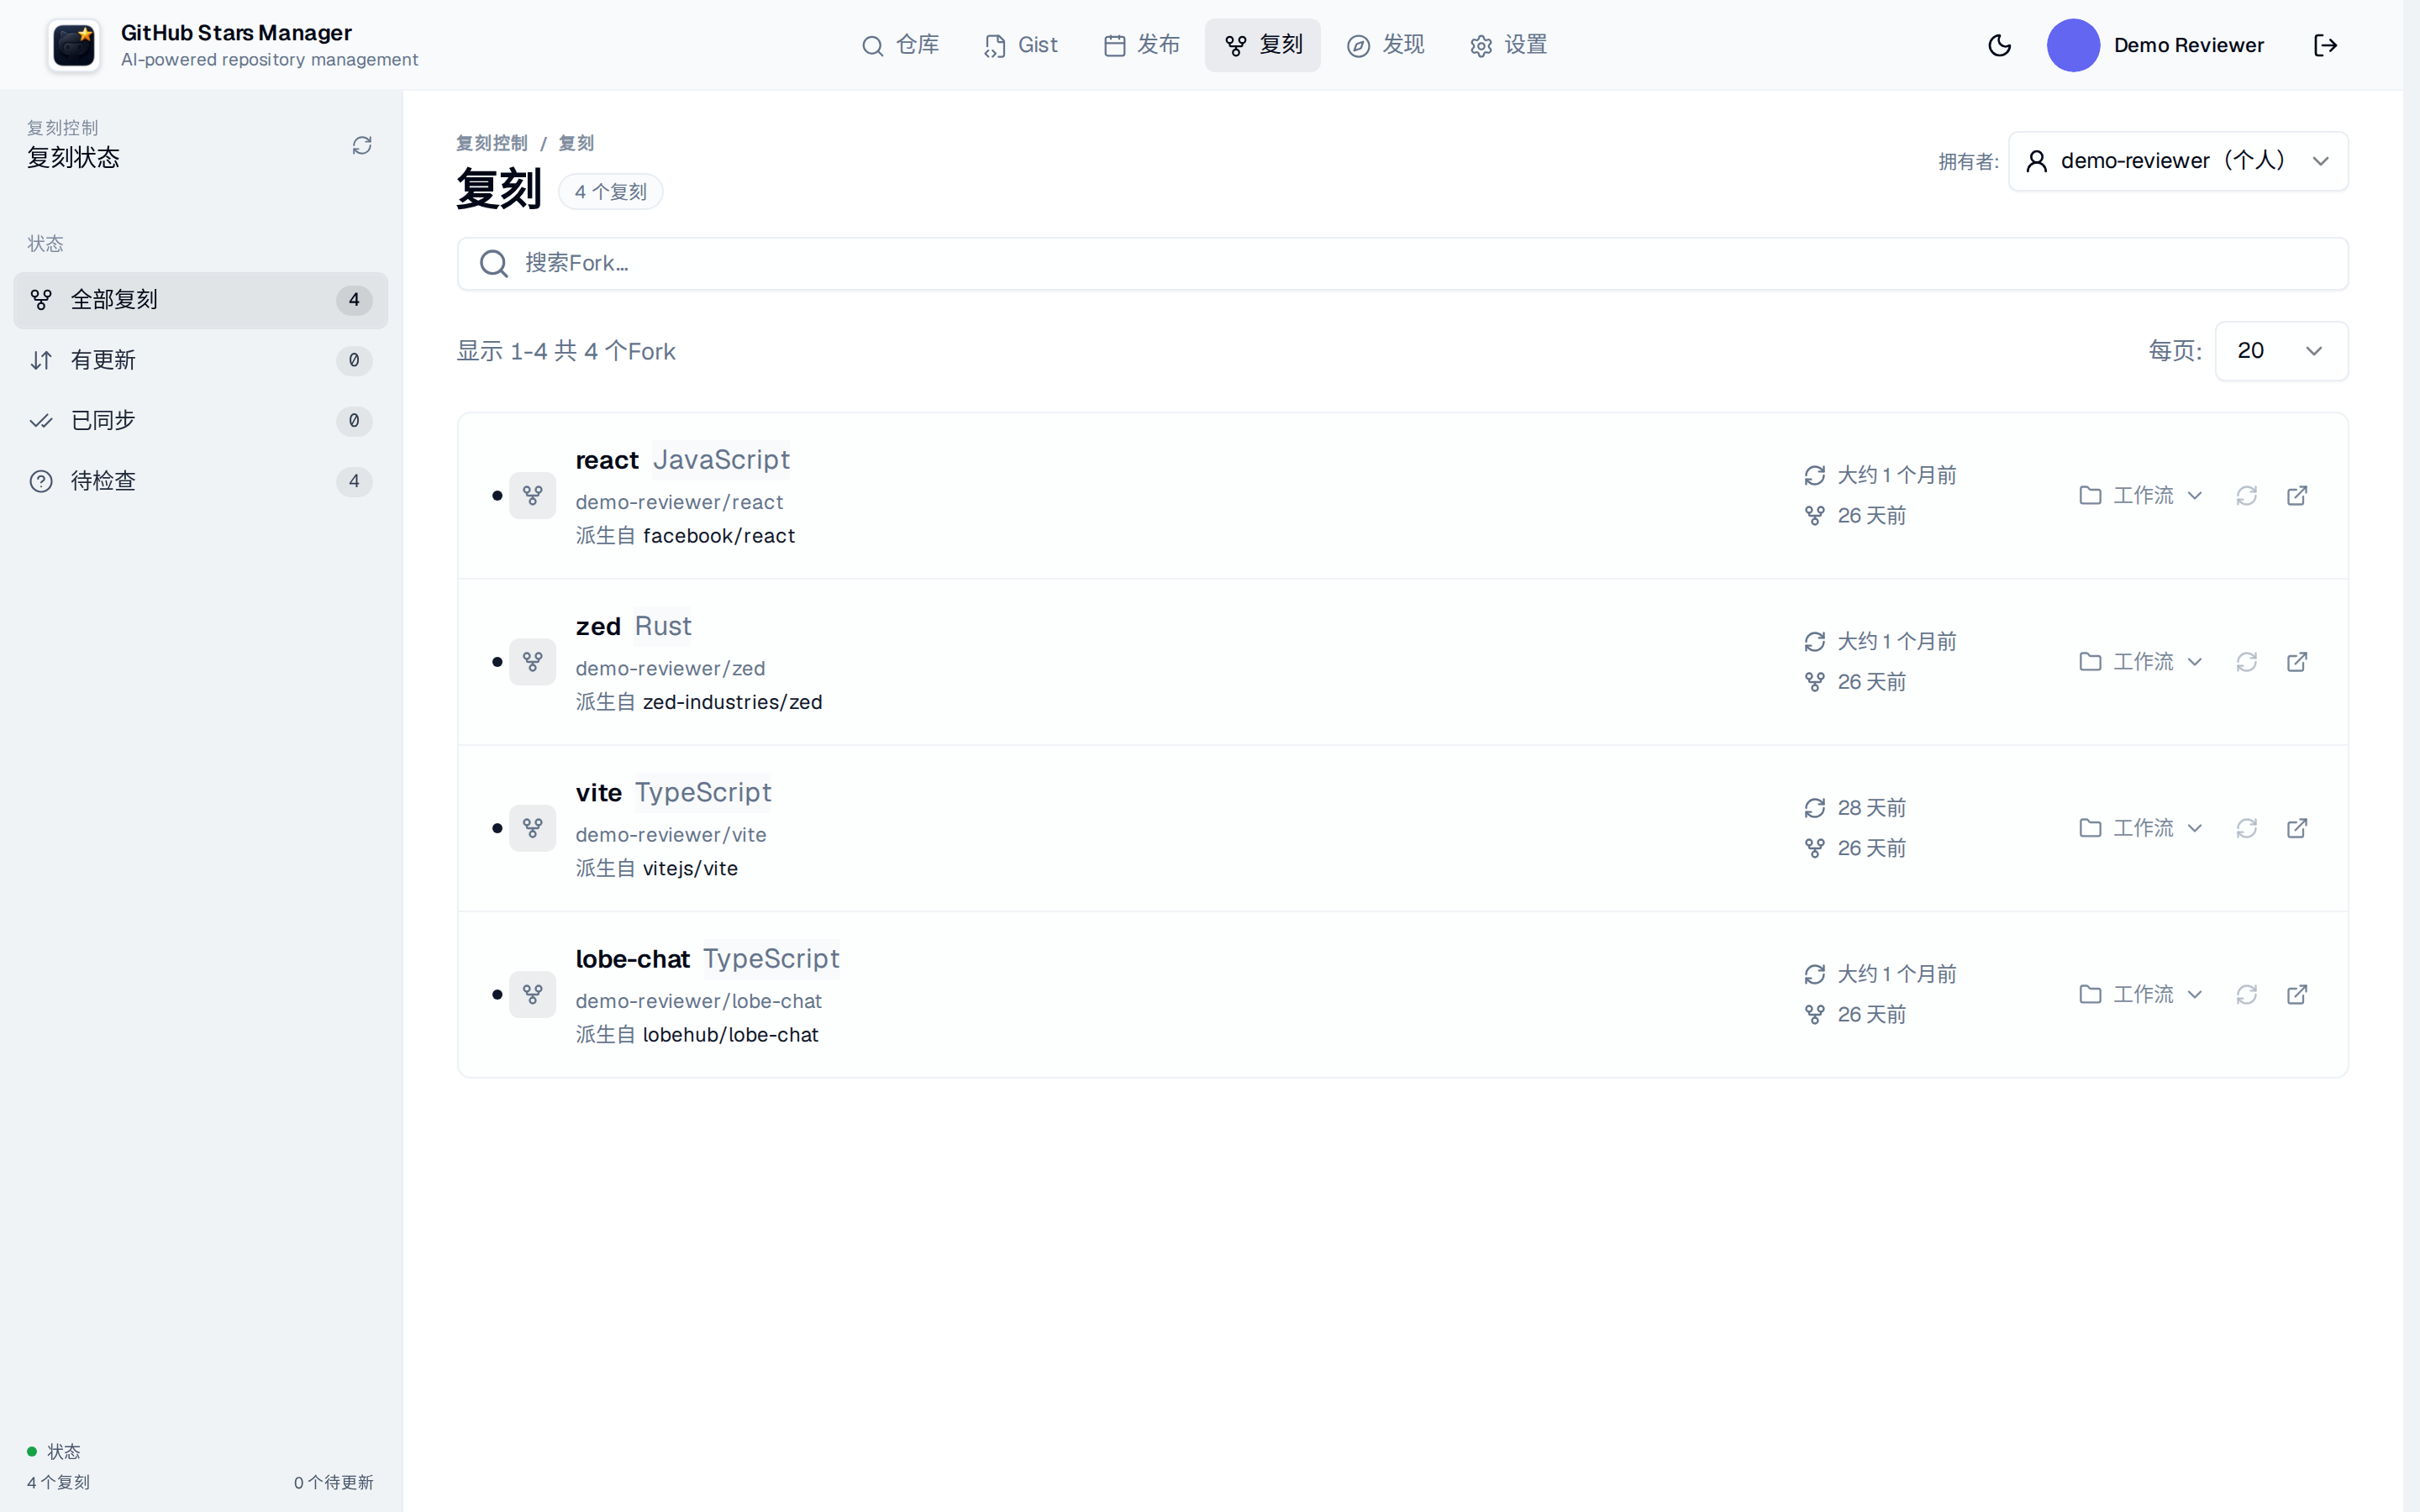 GitHub Stars Manager
AI-powered repository management
仓库
Gist
发布
复刻
发现
设置
Demo Reviewer
复刻控制
复刻状态
状态
全部复刻 4
有更新 0
已同步 0
待检查 4
状态
4 个复刻 0 个待更新
复刻控制 / 复刻
复刻 4 个复刻
拥有者: demo-reviewer（个人）
搜索Fork...
显示 1-4 共 4 个Fork
每页: 20
react JavaScript
demo-reviewer/react
派生自 facebook/react
大约 1 个月前
26 天前
工作流
zed Rust
demo-reviewer/zed
派生自 zed-industries/zed
大约 1 个月前
26 天前
工作流
vite TypeScript
demo-reviewer/vite
派生自 vitejs/vite
28 天前
26 天前
工作流
lobe-chat TypeScript
demo-reviewer/lobe-chat
派生自 lobehub/lobe-chat
大约 1 个月前
26 天前
工作流